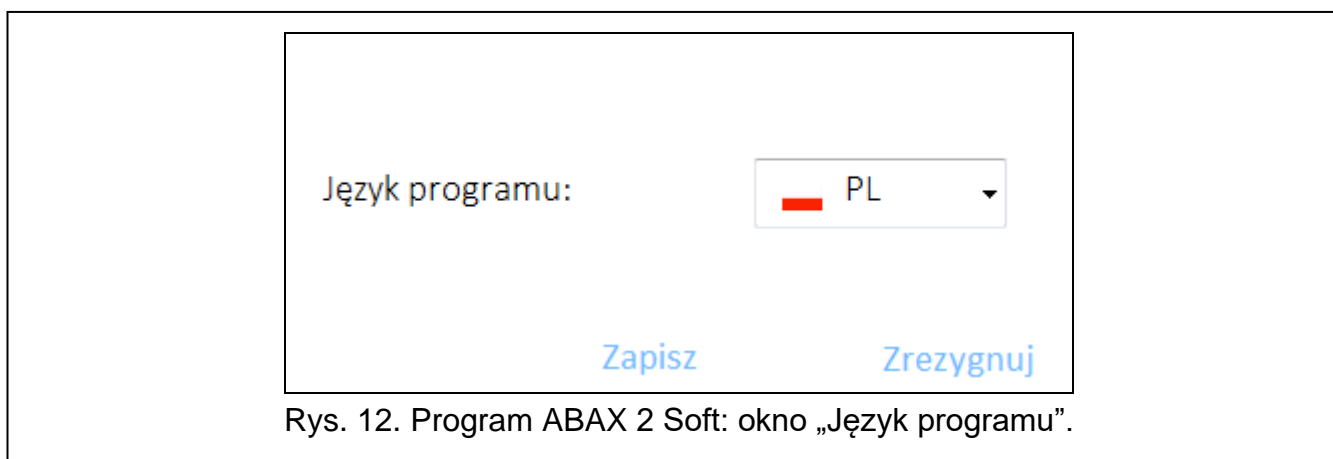 Język programu:
PL
Zapisz
Zrezygnuj
Rys. 12. Program ABAX 2 Soft: okno „Język programu”.